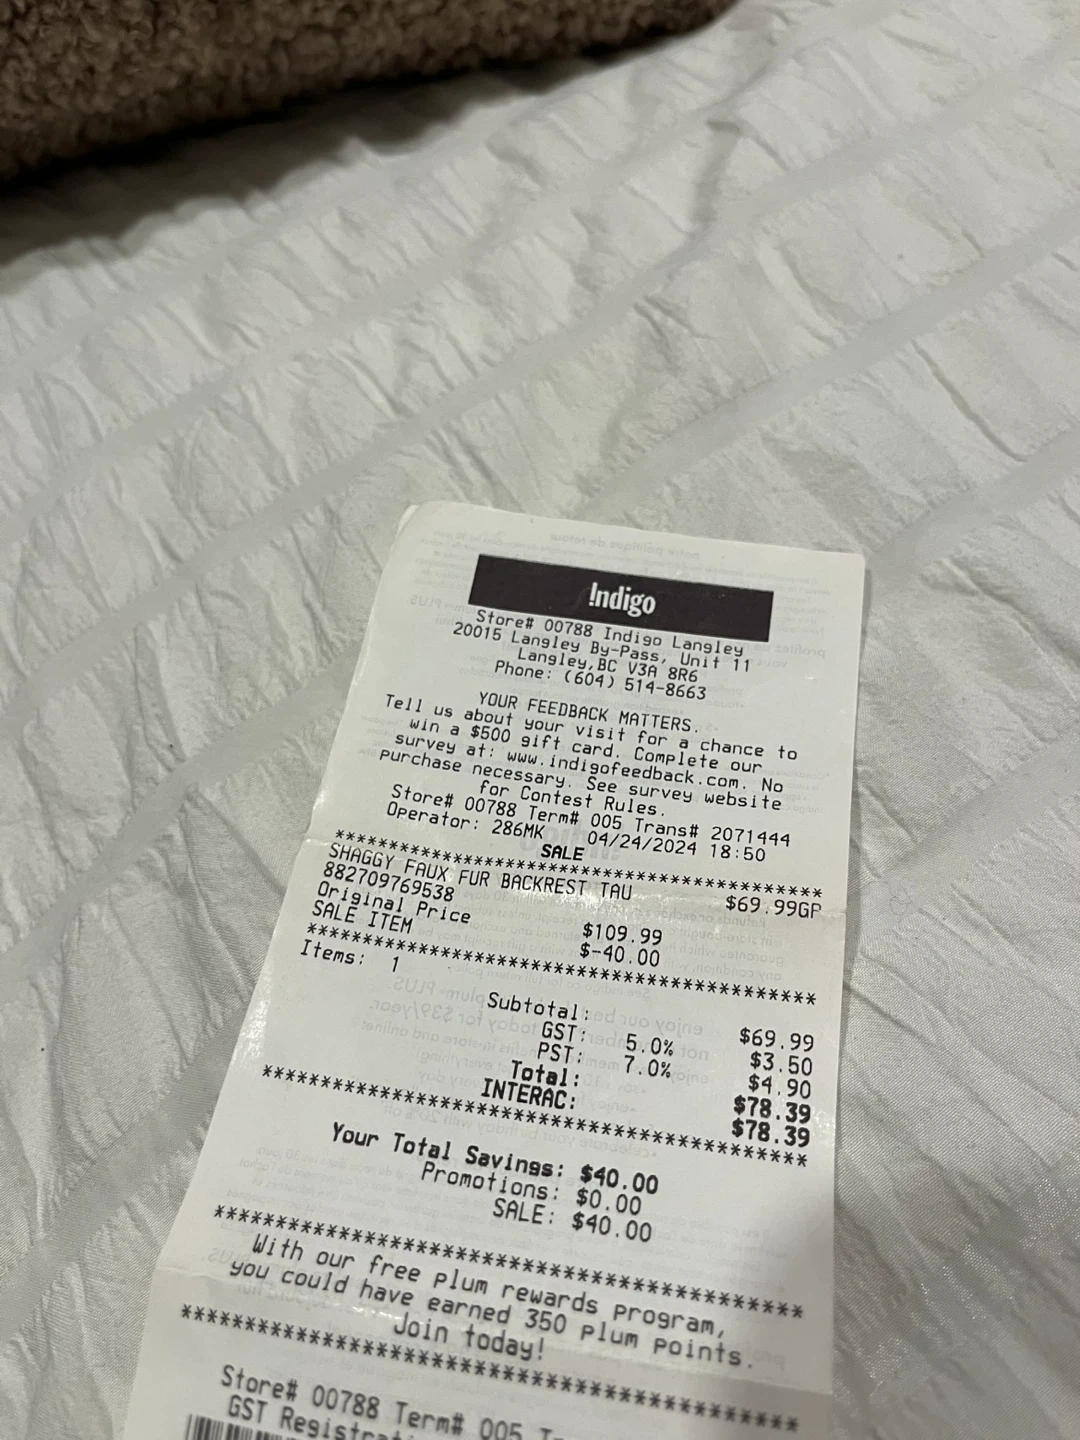 !ndigo
Store# 00788 Indigo Langley
20015 Langley By-Pass, Unit 11
Langley,BC V3A 8R6
Phone: (604) 514-8663
YOUR FEEDBACK MATTERS.
Tell us about your visit for a chance to
win a $500 gift card. Complete our
survey at: www.indigofeedback.com. No
purchase necessary. See survey website
for Contest Rules.
Store# 00788 Term# 005 Trans# 2071444
Operator: 286MK 04/24/2024 18:50
SALE
****************************************
SHAGGY FAUX FUR BACKREST TAU $69.99GP
882709769538
Original Price $109.99
SALE ITEM $-40.00
****************************************
Items: 1
Subtotal: $69.99
GST: 5.0% $3.50
PST: 7.0% $4.90
Total: $78.39
INTERAC: $78.39
****************************************
Your Total Savings: $40.00
Promotions: $0.00
SALE: $40.00
****************************************
With our free plum rewards program,
you could have earned 350 plum points.
Join today!
****************************************
Store# 00788 Term# 005
GST